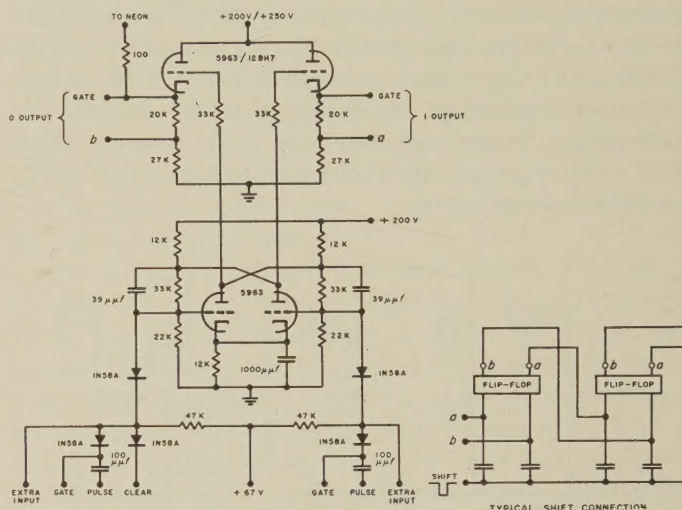 TO NEON
+200V/+250V
100
5963/12BH7
GATE
GATE
0 OUTPUT
20K
33K
33K
20K
1 OUTPUT
b
a
27K
27K
+200V
12K
12K
39μμf
33K
5963
33K
39μμf
22K
22K
12K
1000μμf
1N58A
1N58A
47K
47K
1N58A
1N58A
1N58A
100
μμf
100
μμf
EXTRA
INPUT
GATE
PULSE
CLEAR
+67V
GATE
PULSE
EXTRA
INPUT
b
a
b
a
FLIP-FLOP
FLIP-FLOP
a
b
SHIFT
TYPICAL SHIFT CONNECTION